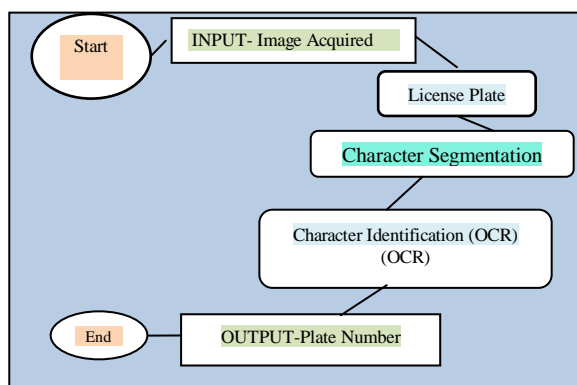 Start
INPUT- Image Acquired
License Plate
Character Segmentation
Character Identification (OCR)
(OCR)
OUTPUT-Plate Number
End